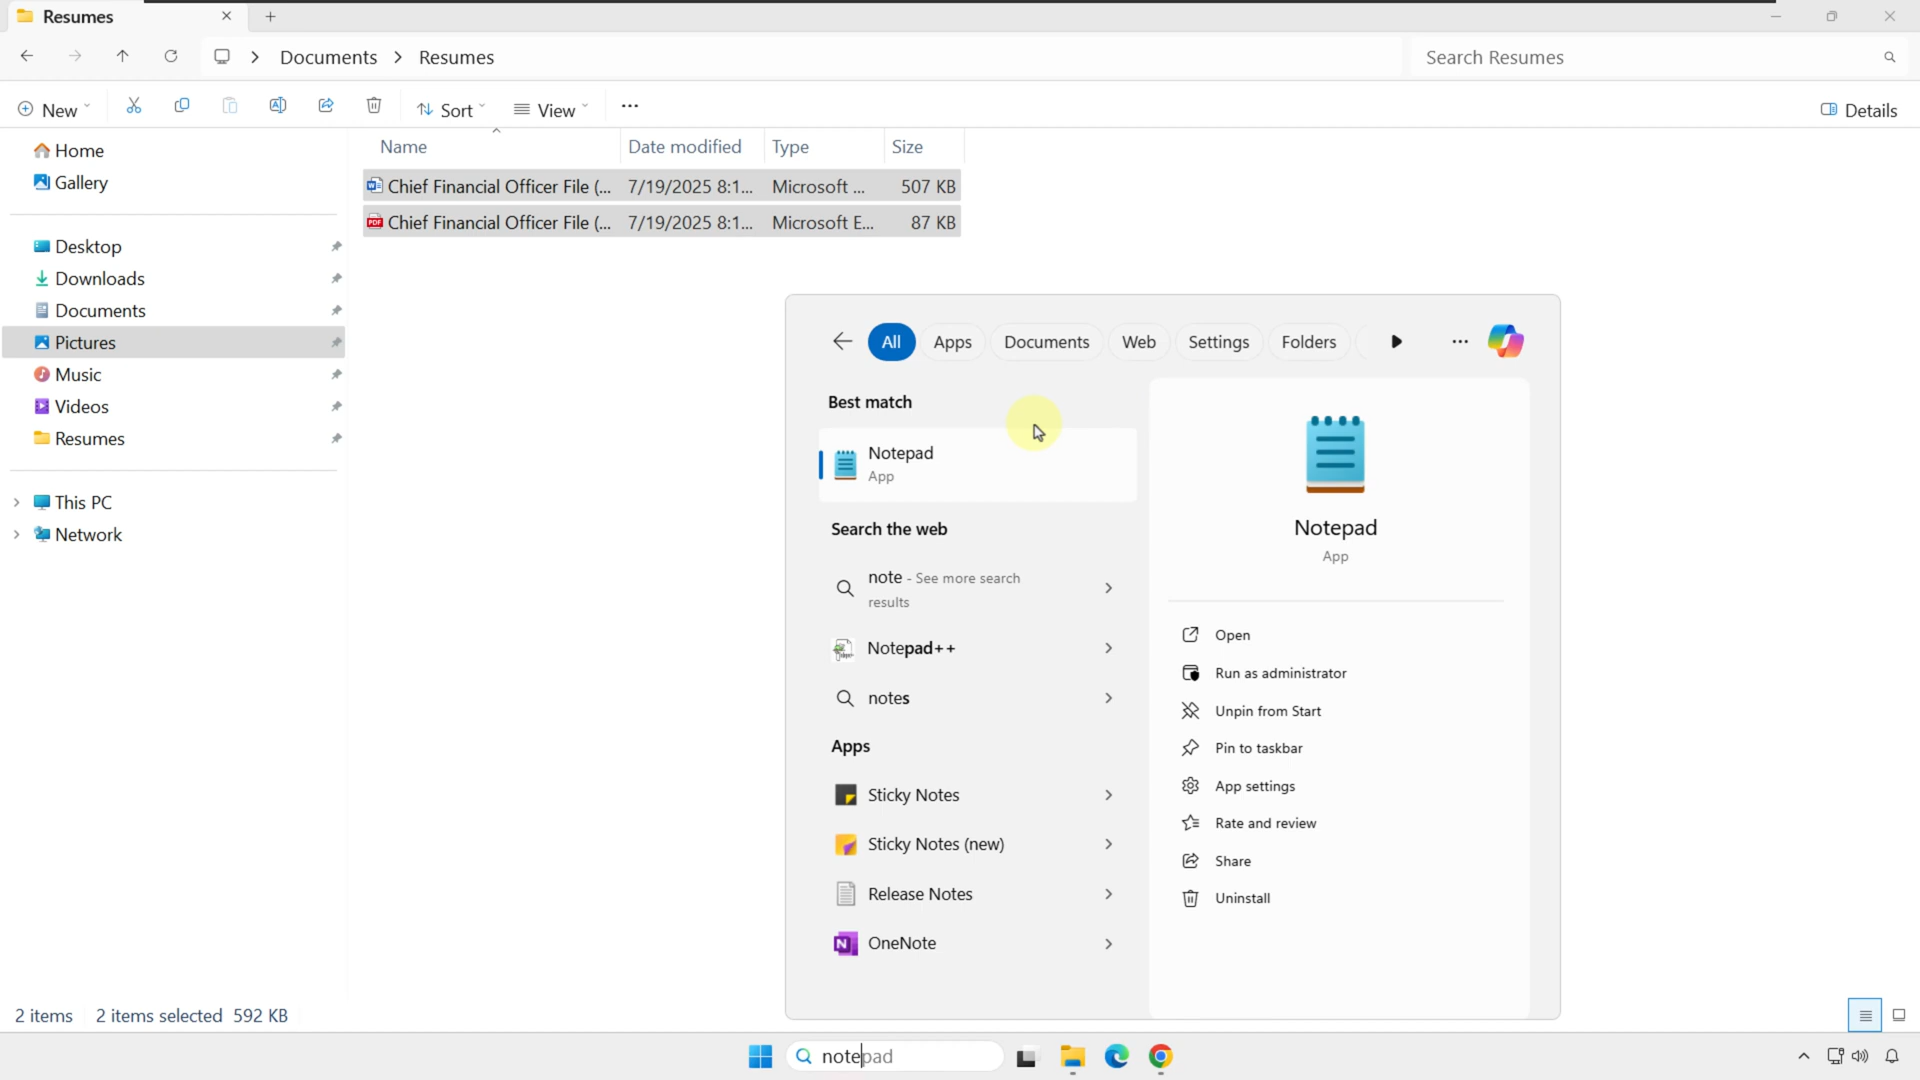 Resumes
Documents > Resumes
Search Resumes
New
Sort
View
Details
Home
Gallery
Desktop
Downloads
Documents
Pictures
Music
Videos
Resumes
This PC
Network
Name Date modified Type Size
Chief Financial Officer File (... 7/19/2025 8:1... Microsoft ... 507 KB
PDF Chief Financial Officer File (... 7/19/2025 8:1... Microsoft E... 87 KB
All Apps Documents Web Settings Folders
Best match
Notepad
App
Search the web
note - See more search
results
Notepad++
notes
Apps
Sticky Notes
Sticky Notes (new)
Release Notes
N OneNote
Notepad
App
Open
Run as administrator
Unpin from Start
Pin to taskbar
App settings
Rate and review
Share
Uninstall
2 items 2 items selected 592 KB
notepad